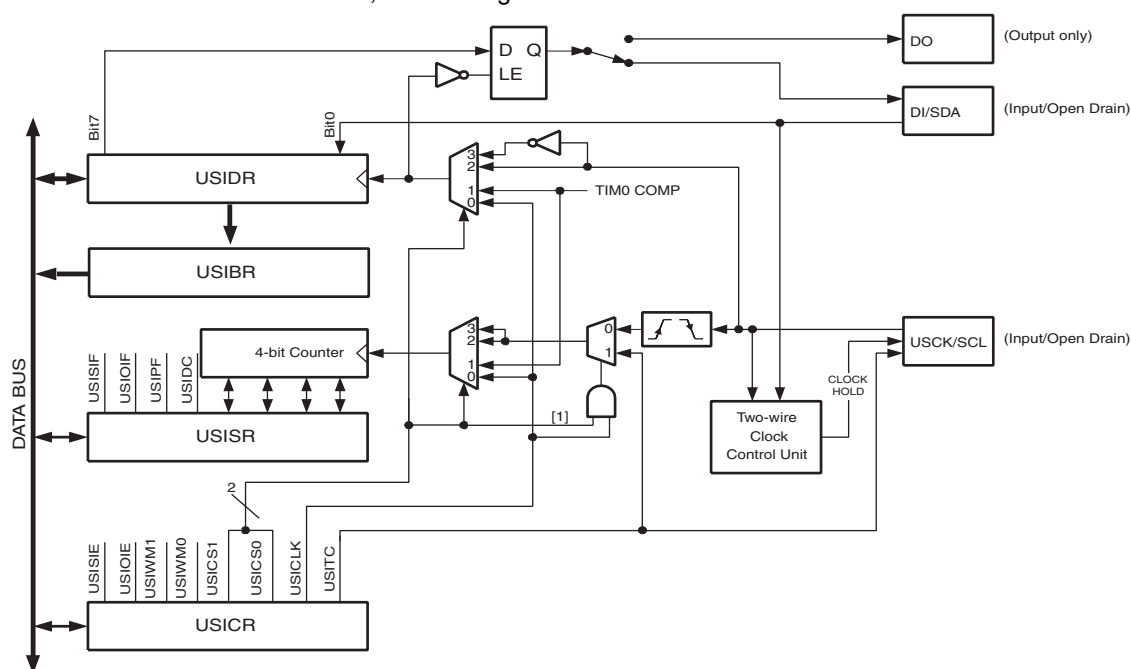 DO
(Output only)
D Q
LE
DI/SDA
(Input/Open Drain)
Bit7
Bit0
USIDR
3
2
1
0
TIM0 COMP
USIBR
DATA BUS
4-bit Counter
3
2
1
0
0
1
USCK/SCL
(Input/Open Drain)
CLOCK
HOLD
USISIF
USIOIF
USIPF
USIDC
[1]
Two-wire
Clock
Control Unit
USISR
2
USISIE
USIOIE
USIWM1
USIWM0
USICS1
USICS0
USICLK
USITC
USICR